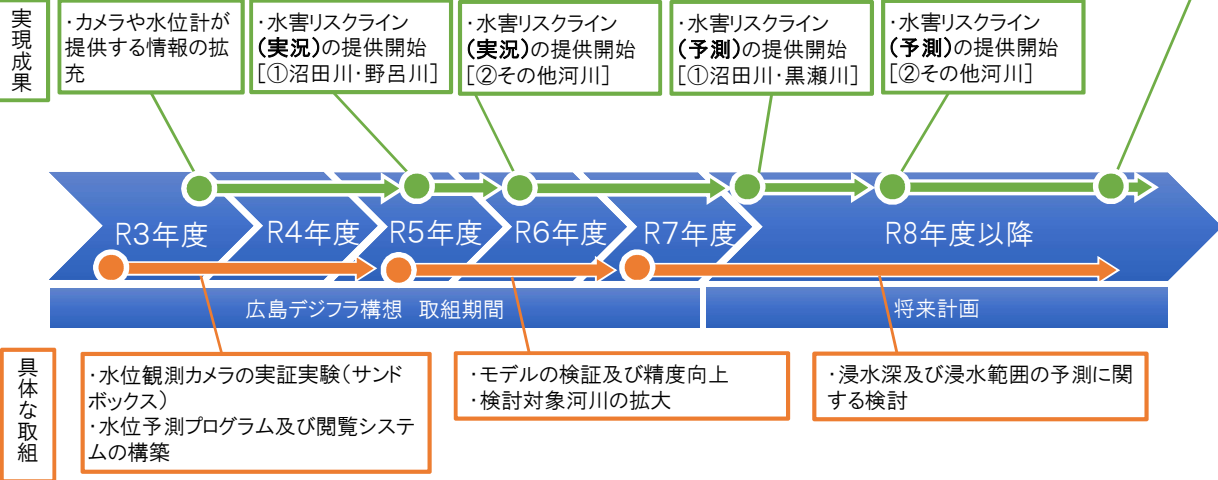 実現成果
・カメラや水位計が
提供する情報の拡
充
・水害リスクライン
(実況)の提供開始
[①沼田川・野呂川]
・水害リスクライン
(実況)の提供開始
[②その他河川]
・水害リスクライン
(予測)の提供開始
[①沼田川・黒瀬川]
・水害リスクライン
(予測)の提供開始
[②その他河川]
R3年度
R4年度
R5年度
R6年度
R7年度
R8年度以降
広島デジフラ構想 取組期間
将来計画
具体な取組
・水位観測カメラの実証実験(サンド
ボックス)
・水位予測プログラム及び閲覧システ
ムの構築
・モデルの検証及び精度向上
・検討対象河川の拡大
・浸水深及び浸水範囲の予測に関
する検討